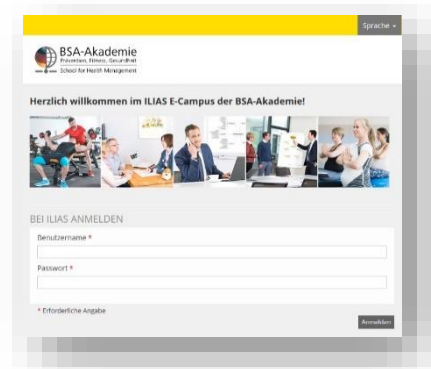 Sprache
BSA-Akademie
Prävention, Fitness, Gesundheit
School for Health Management
Herzlich willkommen im ILIAS E-Campus der BSA-Akademie!
BEI ILIAS ANMELDEN
Benutzername *
Passwort *
* Erforderliche Angabe
Anmelden